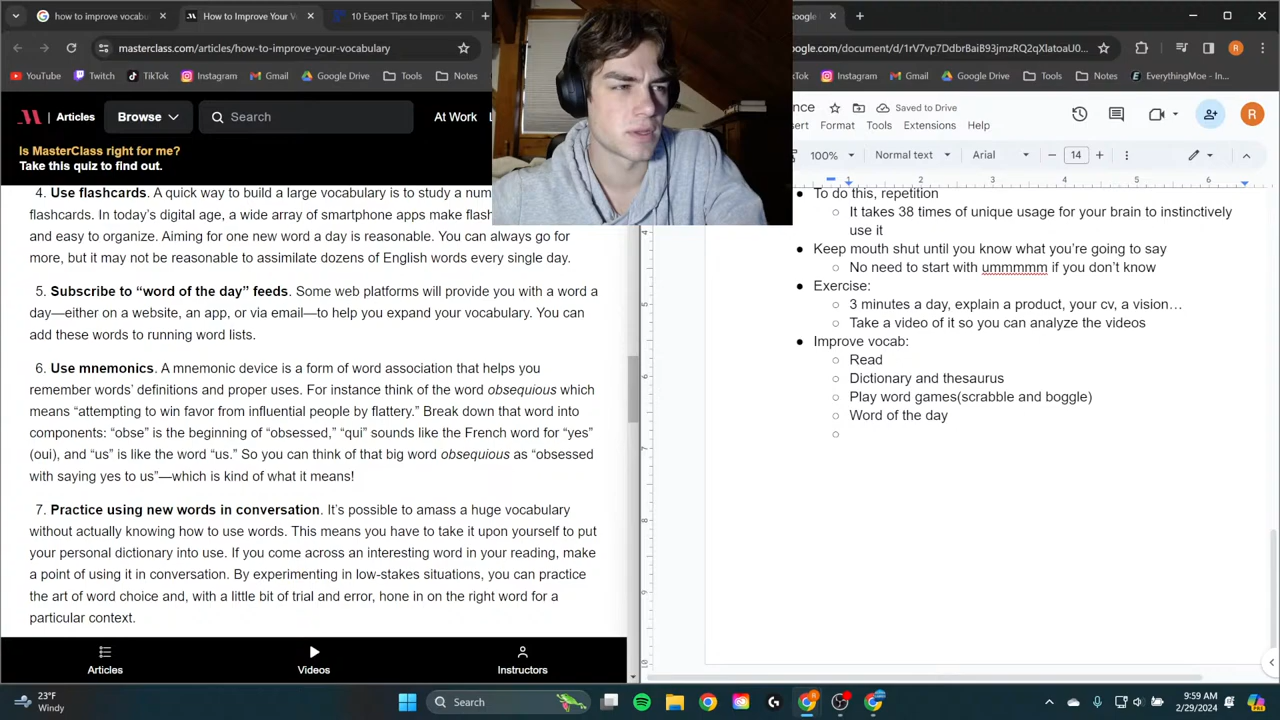 how to improve vocabu
How to Improve Your V
10 Expert Tips to Impro
Google
masterclass.com/articles/how-to-improve-your-vocabulary
google.com/document/d/1rV7vp7DdbrBaiB93jmzRQ2qXlatoaU0...
YouTube
Twitch
TikTok
Instagram
Gmail
Google Drive
Tools
Notes
Instagram
Gmail
Google Drive
Tools
Notes
EverythingMoe - In...
Articles
Browse
Search
At Work
Is MasterClass right for me?
Take this quiz to find out.
4. Use flashcards. A quick way to build a large vocabulary is to study a num
flashcards. In today's digital age, a wide array of smartphone apps make flash
and easy to organize. Aiming for one new word a day is reasonable. You can always go for
more, but it may not be reasonable to assimilate dozens of English words every single day.
5. Subscribe to “word of the day” feeds. Some web platforms will provide you with a word a
day—either on a website, an app, or via email—to help you expand your vocabulary. You can
add these words to running word lists.
6. Use mnemonics. A mnemonic device is a form of word association that helps you
remember words’ definitions and proper uses. For instance, think of the word obsequious which
means “attempting to win favor from influential people by flattery.” Break down that word into
components: “obse” is the beginning of “obsessed,” “qui” sounds like the French word for “yes”
(oui), and “us” is like the word “us.” So you can think of that big word obsequious as “obsessed
with saying yes to us”—which is kind of what it means!
7. Practice using new words in conversation. It’s possible to amass a huge vocabulary
without actually knowing how to use words. This means you have to take it upon yourself to put
your personal dictionary into use. If you come across an interesting word in your reading, make
a point of using it in conversation. By experimenting in low-stakes situations, you can practice
the art of word choice and, with a little bit of trial and error, hone in on the right word for a
particular context.
Articles
Videos
Instructors
nce
Saved to Drive
sert
Format
Tools
Extensions
Help
R
100%
Normal text
Arial
14
1 2 3 4 5 6
To do this, repetition
It takes 38 times of unique usage for your brain to instinctively
use it
Keep mouth shut until you know what you’re going to say
No need to start with ummmmm if you don’t know
Exercise:
3 minutes a day, explain a product, your cv, a vision…
Take a video of it so you can analyze the videos
Improve vocab:
Read
Dictionary and thesaurus
Play word games(scrabble and boggle)
Word of the day
4
5
6
7
8
9
10
23°F
Windy
Search
9:59 AM
2/29/2024